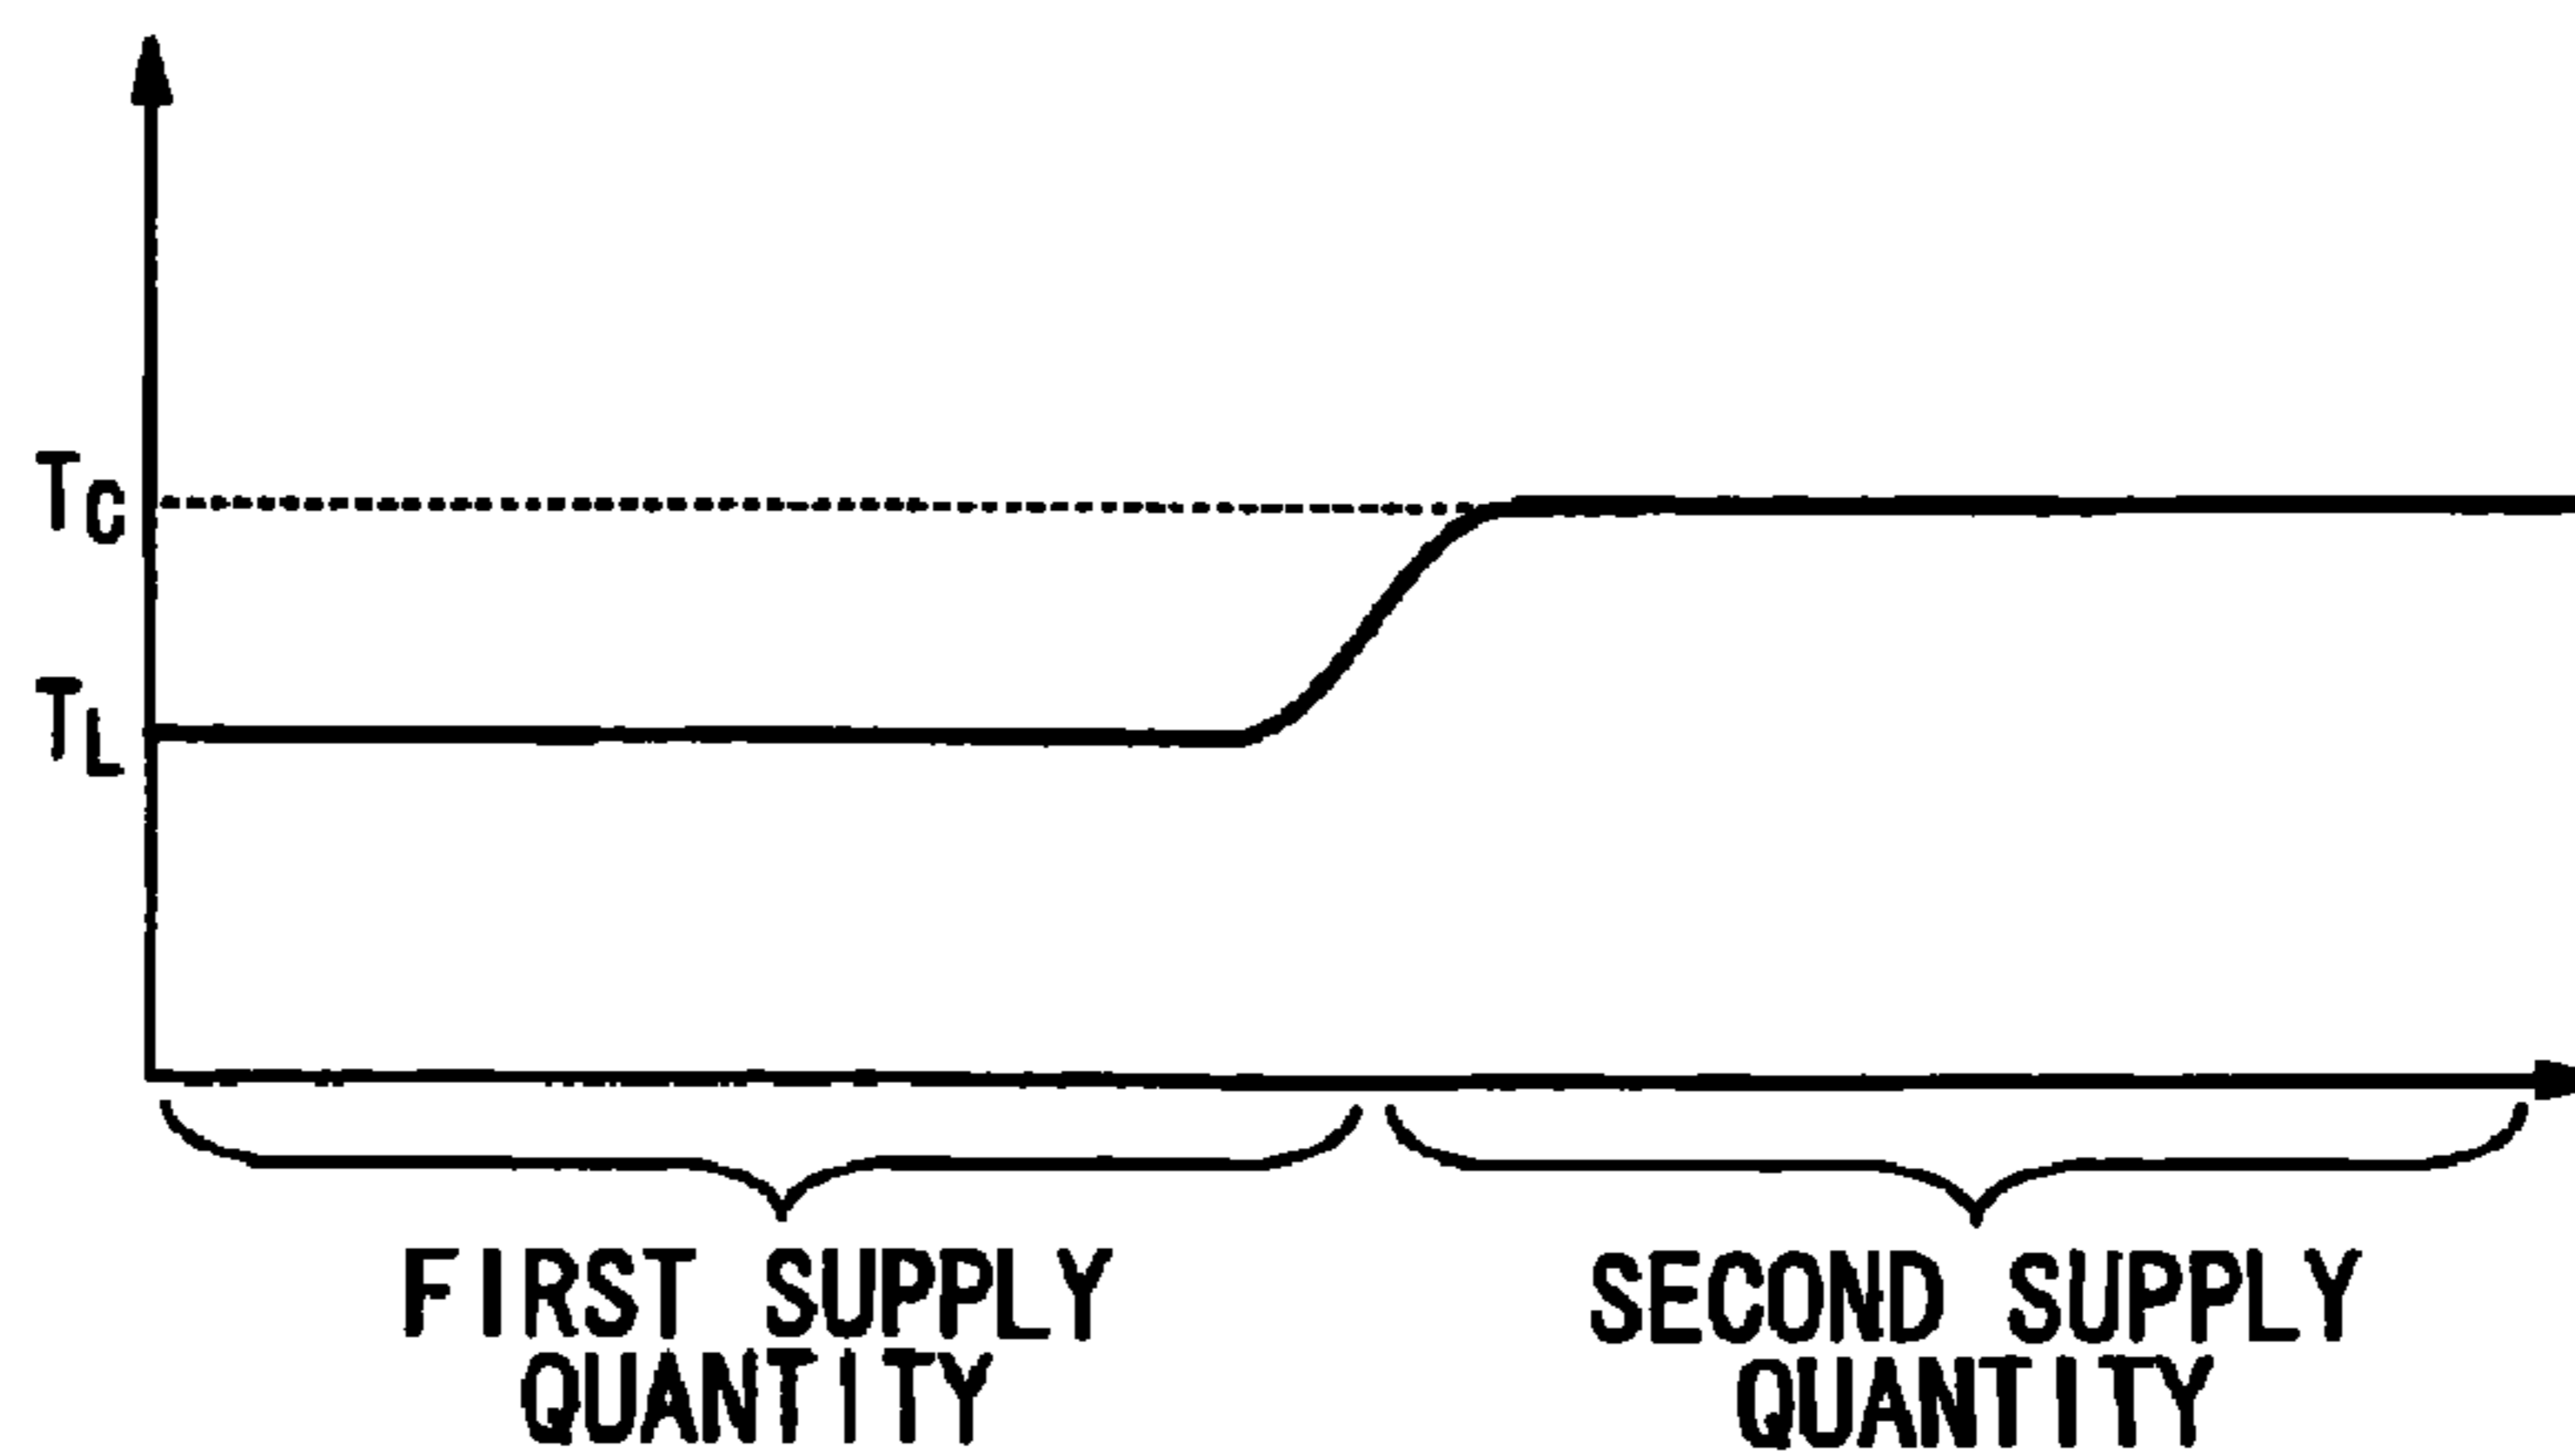 TC
TL
FIRST SUPPLY
QUANTITY
SECOND SUPPLY
QUANTITY